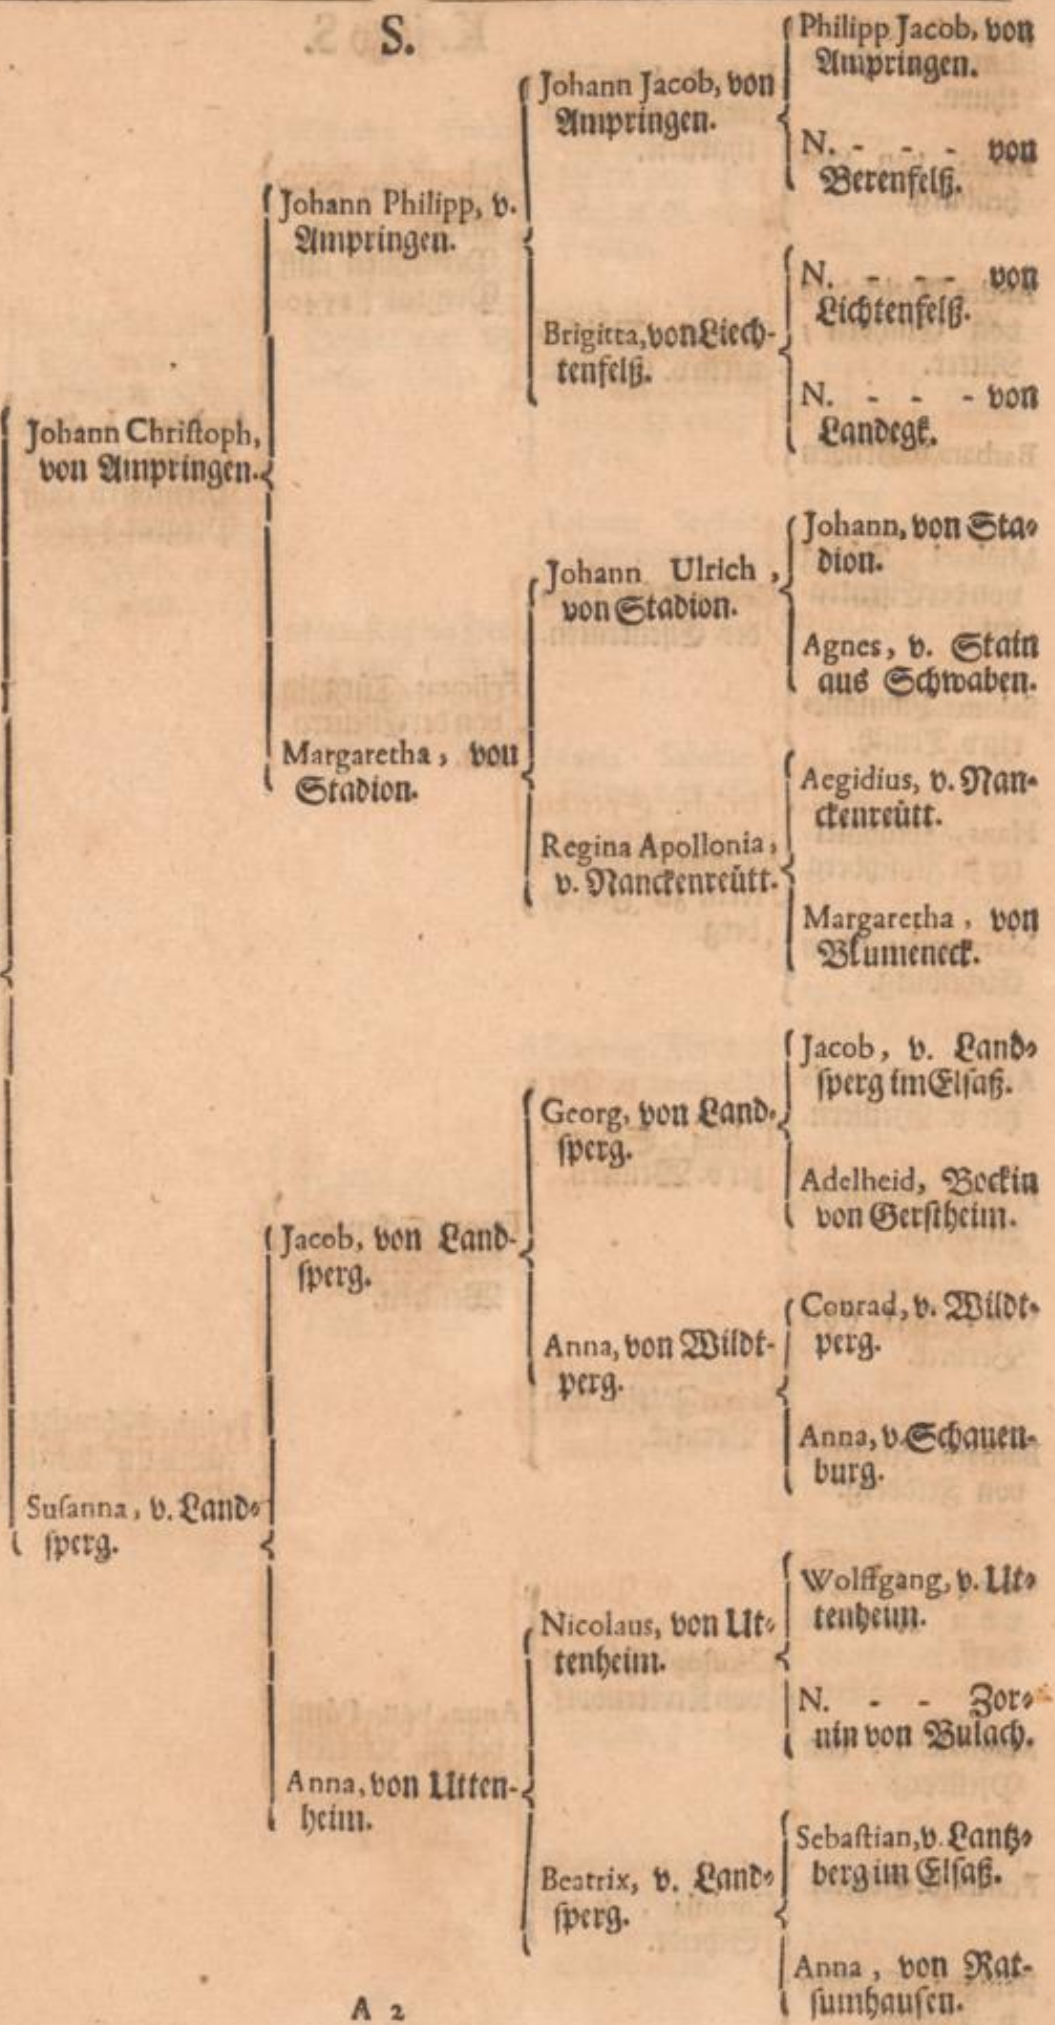 S.
Johann Christoph,
von Ampringen.
Susanna, v. Land-
sperg.
Johann Philipp, v.
Ampringen.
Margaretha, von
Stadion.
Jacob, von Land-
sperg.
Anna, von Utten-
heim.
Johann Jacob, von
Ampringen.
Brigitta, von Liech-
tenfelß.
Johann Ulrich,
von Stadion.
Regina Apollonia,
v. Nanckenreütt.
Georg, von Land-
sperg.
Anna, von Wildt-
perg.
Nicolaus, von Ut-
tenheim.
Beatrix, v. Land-
sperg.
Philipp Jacob, von
Ampringen.
N. - - - von
Berenfelß.
N. - - - von
Lichtenfelß.
N. - - - von
Landegk.
Johann, von Sta-
dion.
Agnes, v. Stain
aus Schwaben.
Aegidius, v. Nan-
ckenreütt.
Margaretha, von
Blumeneck.
Jacob, v. Land-
sperg im Elsaß.
Adelheid, Bockin
von Gerstheim.
Conrad, v. Wildt-
perg.
Anna, v. Schauen-
burg.
Wolffgang, v. Ut-
tenheim.
N. - - Zor-
nin von Bulach.
Sebastian, v. Lantz-
berg im Elsaß.
Anna, von Rat-
sumhausen.
A 2